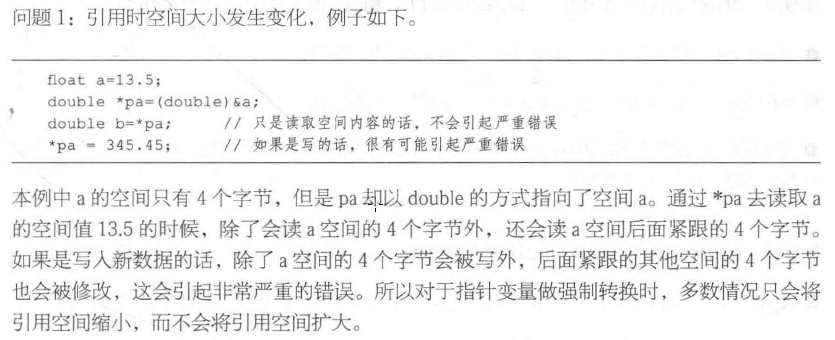 问题 1：引用时空间大小发生变化，例子如下。
float a=13.5;
double *pa=(double)&a;
double b=*pa; // 只是读取空间内容的话，不会引起严重错误
*pa = 345.45; // 如果是写的话，很有可能引起严重错误
本例中 a 的空间只有 4 个字节，但是 pa 却以 double 的方式指向了空间 a。通过 *pa 去读取 a
的空间值 13.5 的时候，除了会读 a 空间的 4 个字节外，还会读 a 空间后面紧跟的 4 个字节。
如果是写入新数据的话，除了 a 空间的 4 个字节会被写外，后面紧跟的其他空间的 4 个字节
也会被修改，这会引起非常严重的错误。所以对于指针变量做强制转换时，多数情况只会将
引用空间缩小，而不会将引用空间扩大。